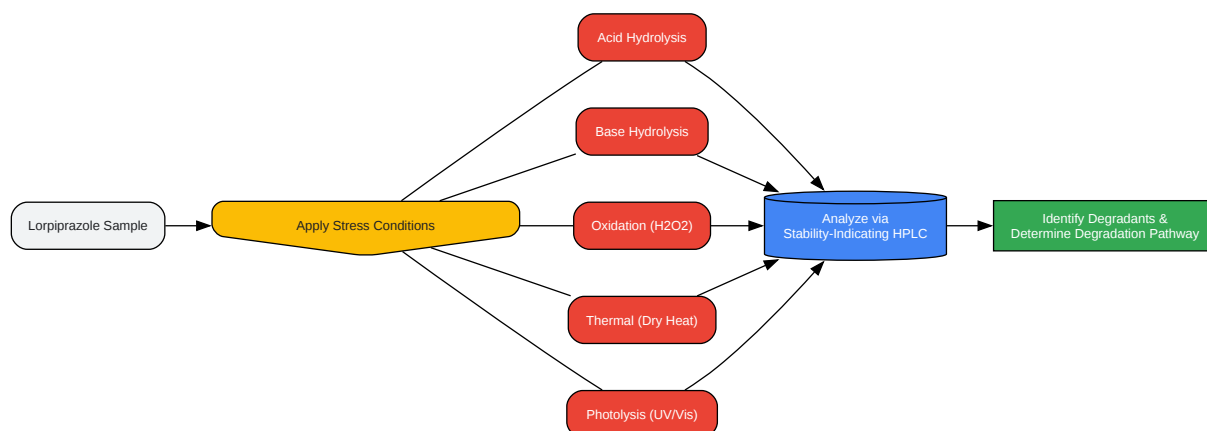 Lorpiprazole Sample
Apply Stress Conditions
Acid Hydrolysis
Base Hydrolysis
Oxidation (H2O2)
Thermal (Dry Heat)
Photolysis (UV/Vis)
Analyze via
Stability-Indicating HPLC
Identify Degradants &
Determine Degradation Pathway